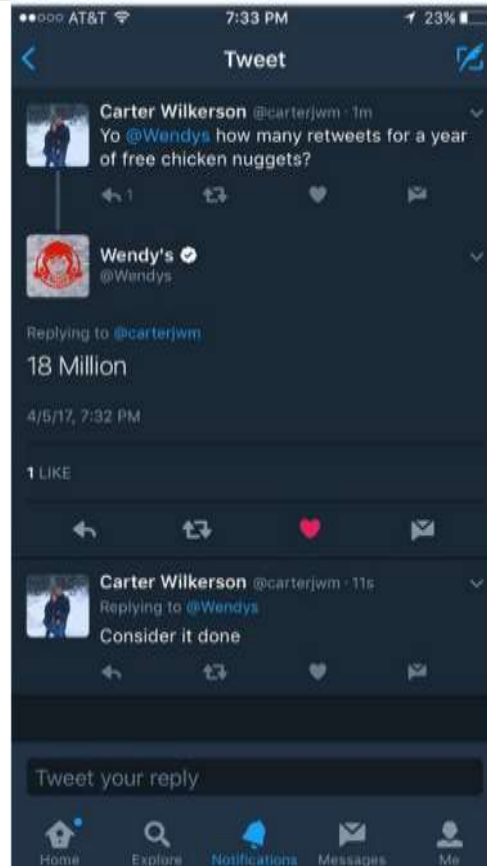 AT&T 7:33 PM 23%
Tweet
Carter Wilkerson @carterjwm · 1m
Yo @Wendys how many retweets for a year
of free chicken nuggets?
1
Wendy's
@Wendys
Replying to @carterjwm
18 Million
4/5/17, 7:32 PM
1 LIKE
Carter Wilkerson @carterjwm · 11s
Replying to @Wendys
Consider it done
Tweet your reply
Home Explore Notifications Messages Me